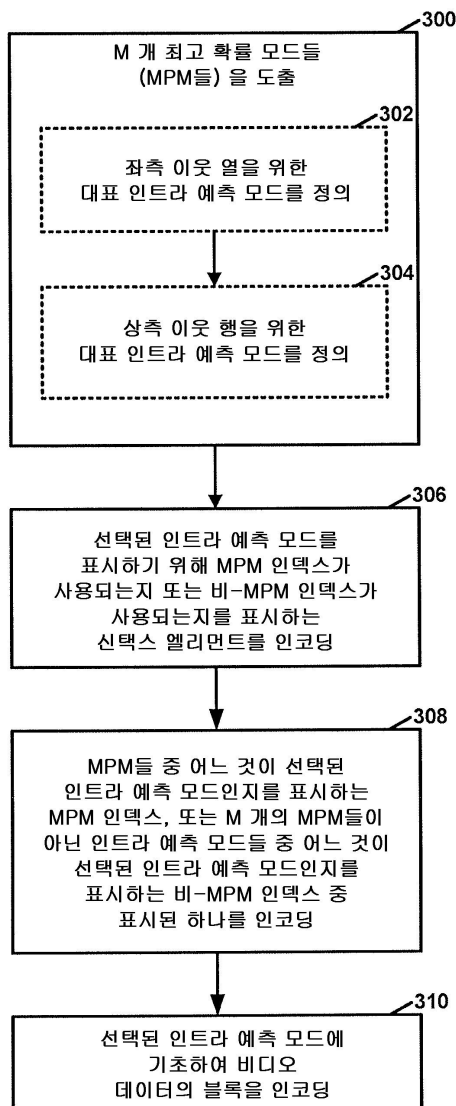 300
M 개 최고 확률 모드들
(MPM들) 을 도출
302
좌측 이웃 열을 위한
대표 인트라 예측 모드를 정의
304
상측 이웃 행을 위한
대표 인트라 예측 모드를 정의
306
선택된 인트라 예측 모드를
표시하기 위해 MPM 인덱스가
사용되는지 또는 비-MPM 인덱스가
사용되는지를 표시하는
신택스 엘리먼트를 인코딩
308
MPM들 중 어느 것이 선택된
인트라 예측 모드인지를 표시하는
MPM 인덱스, 또는 M 개의 MPM들이
아닌 인트라 예측 모드들 중 어느 것이
선택된 인트라 예측 모드인지를
표시하는 비-MPM 인덱스 중
표시된 하나를 인코딩
310
선택된 인트라 예측 모드에
기초하여 비디오
데이터의 블록을 인코딩